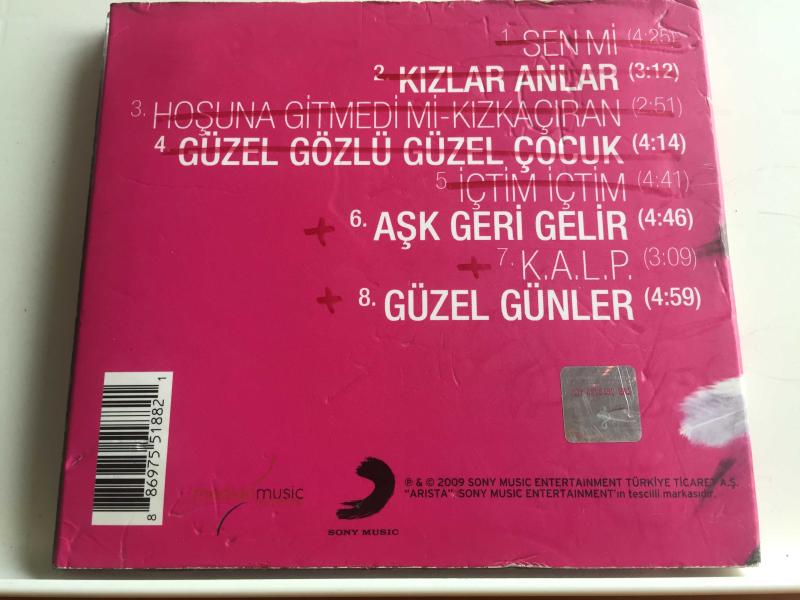 1. SEN Mİ (4:25)
2. KIZLAR ANLAR (3:12)
3. HOŞUNA GİTMEDİ Mİ-KIZKAÇIRAN (2:51)
4. GÜZEL GÖZLÜ GÜZEL ÇOCUK (4:14)
5. İÇTİM İÇTİM (4:41)
+ 6. AŞK GERİ GELİR (4:46)
+ 7. K.A.L.P. (3:09)
+ 8. GÜZEL GÜNLER (4:59)
8 86975 51882 1
music
SONY MUSIC
℗ & © 2009 SONY MUSIC ENTERTAINMENT TÜRKİYE TİCARET A.Ş.
"ARISTA", SONY MUSIC ENTERTAINMENT'ın tescilli markasıdır.